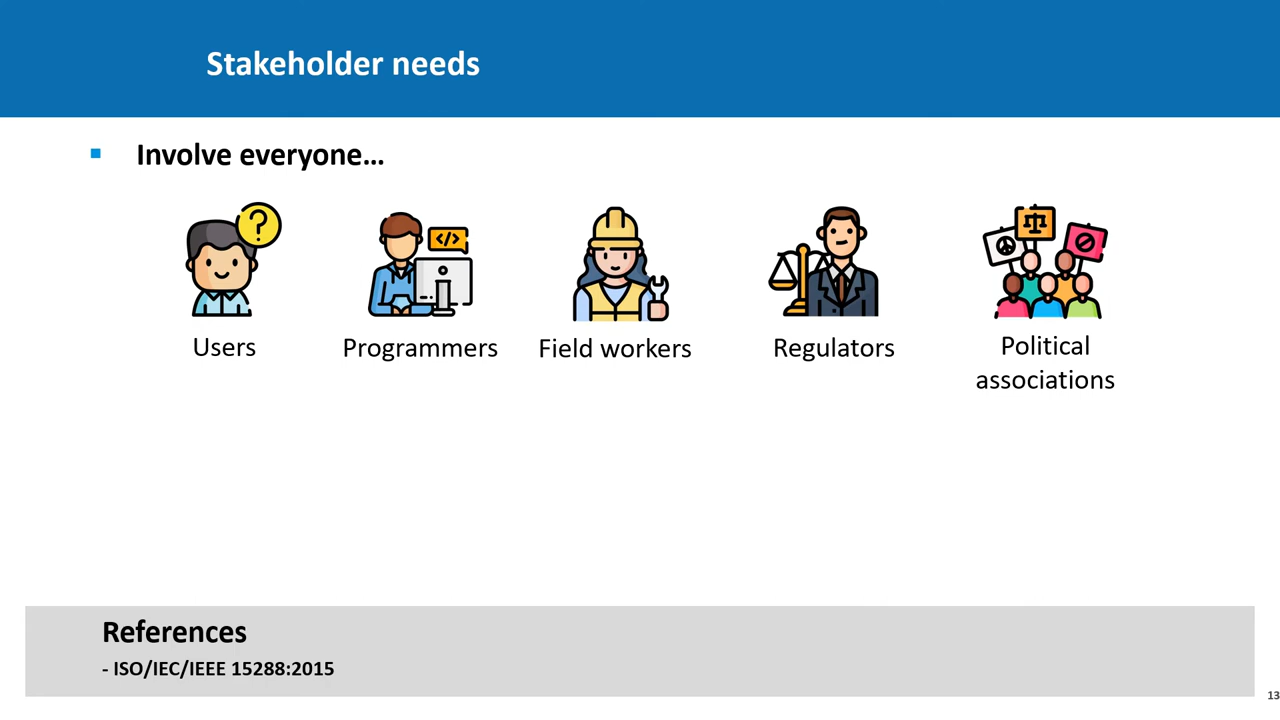 Stakeholder needs
Involve everyone...
?
</>
Users
Programmers
Field workers
Regulators
Political
associations
References
- ISO/IEC/IEEE 15288:2015
13